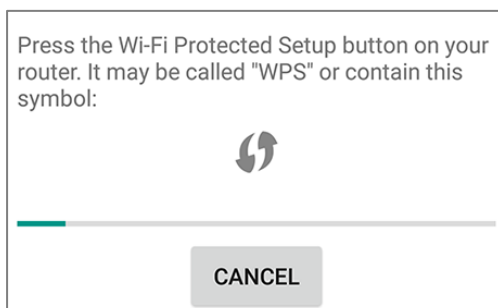 Press the Wi-Fi Protected Setup button on your
router. It may be called "WPS" or contain this
symbol:
CANCEL